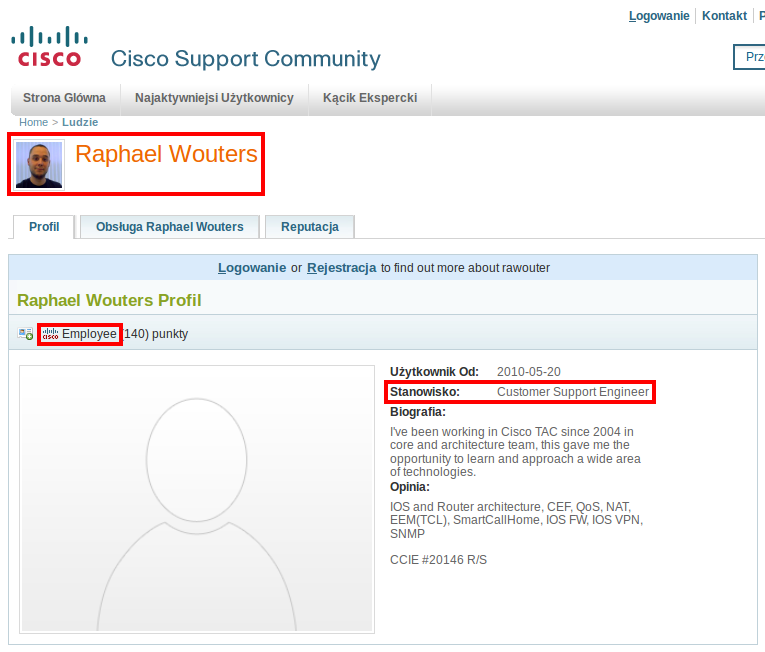 Logowanie Kontakt P
CISCO
Cisco Support Community
Prze
Strona Główna Najaktywniejsi Użytkownicy Kącik Ekspercki
Home > Ludzie
Raphael Wouters
Profil Obsługa Raphael Wouters Reputacja
Logowanie or Rejestracja to find out more about rawouter
Raphael Wouters Profil
CISCO Employee (140) punkty
Użytkownik Od: 2010-05-20
Stanowisko: Customer Support Engineer
Biografia:
I've been working in Cisco TAC since 2004 in
core and architecture team, this gave me the
opportunity to learn and approach a wide area
of technologies.
Opinia:
IOS and Router architecture, CEF, QoS, NAT,
EEM(TCL), SmartCallHome, IOS FW, IOS VPN,
SNMP
CCIE #20146 R/S